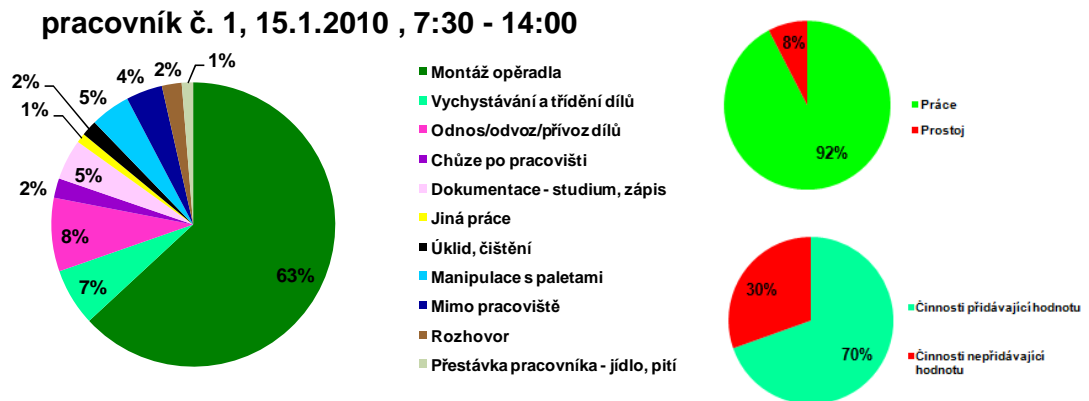 pracovník č. 1, 15.1.2010 , 7:30 - 14:00
1%
2%
4%
2%
5%
1%
5%
2%
8%
7%
63%
Montáž opěradla
Vychystávání a třídění dílů
Odnos/odvoz/přívoz dílů
Chůze po pracovišti
Dokumentace - studium, zápis
Jiná práce
Úklid, čištění
Manipulace s paletami
Mimo pracoviště
Rozhovor
Přestávka pracovníka - jídlo, pití
8%
92%
Práce
Prostoj
30%
70%
Činnosti přidávající hodnotu
Činnosti nepřidávající
hodnotu